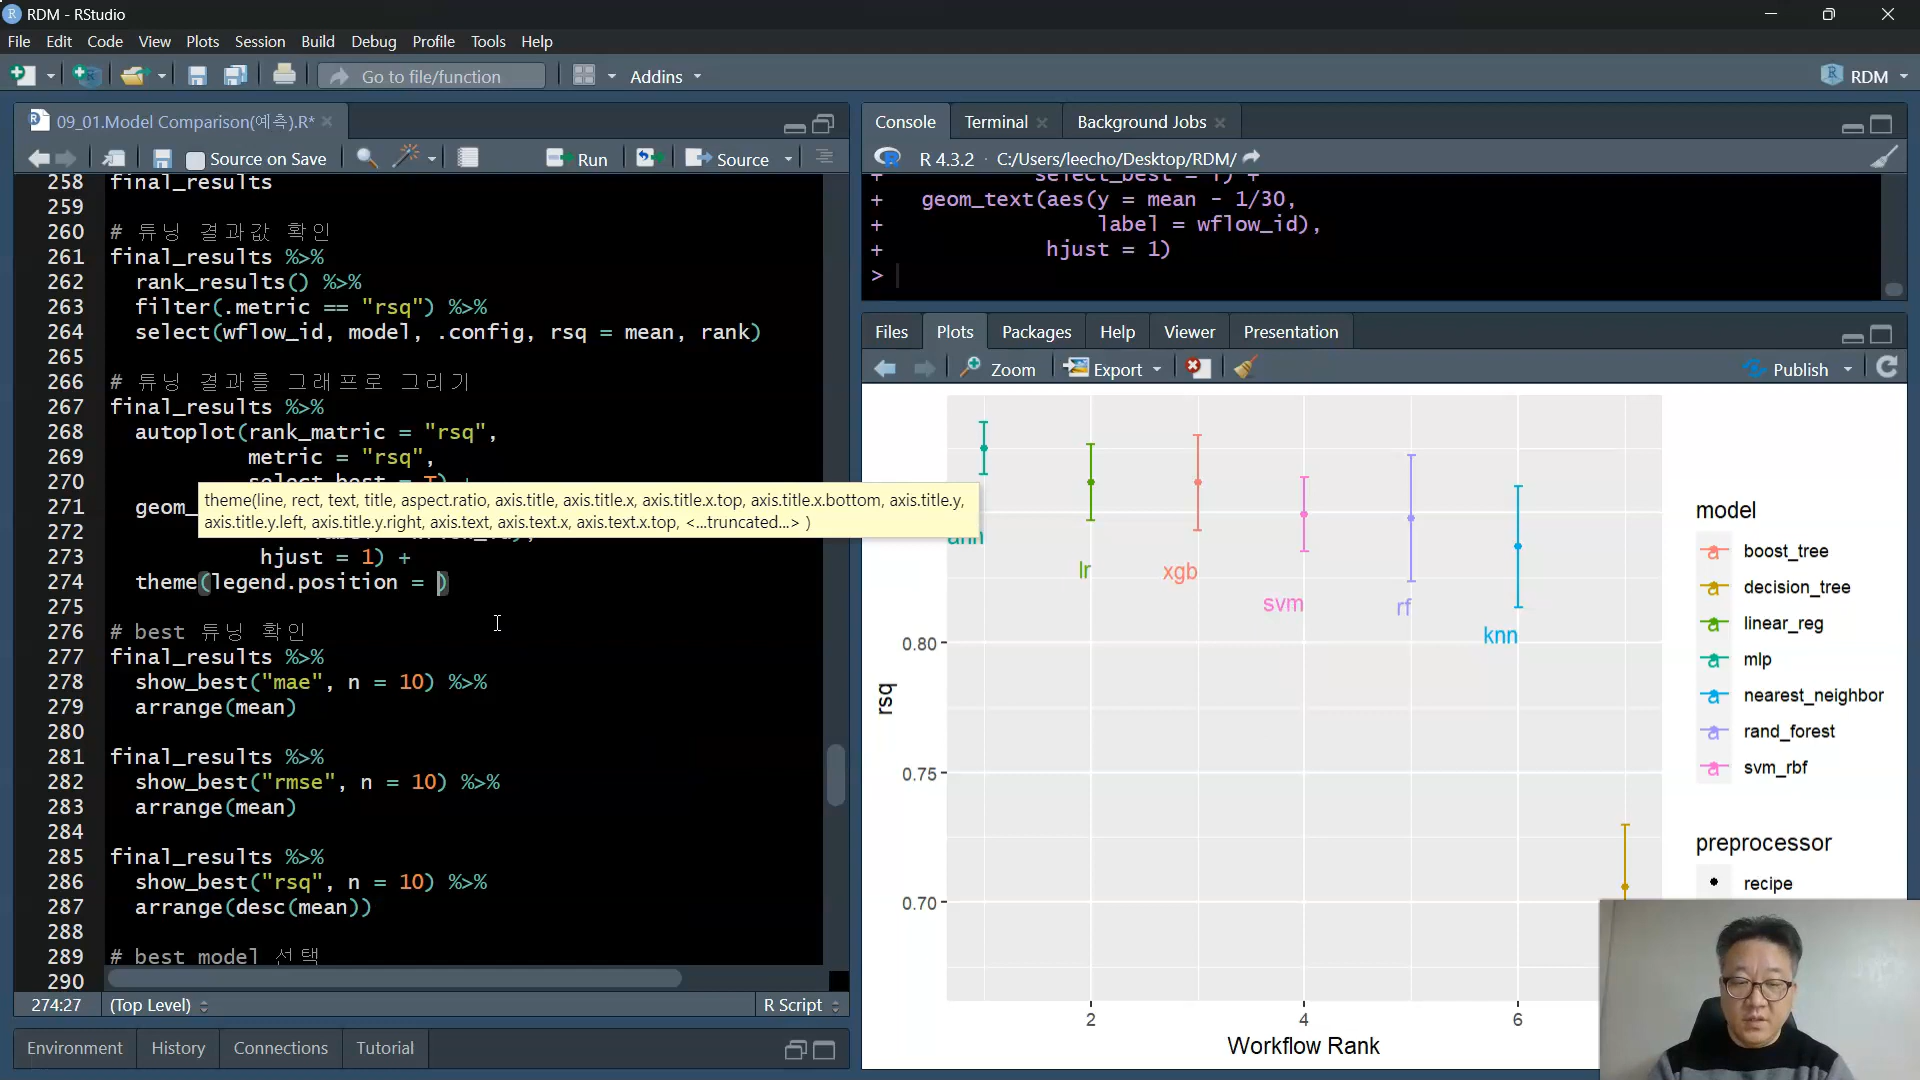 RDM - RStudio
File Edit Code View Plots Session Build Debug Profile Tools Help
Go to file/function Addins RDM
09_01.Model Comparison(예측).R*
Source on Save Run Source
258 final_results
259
260 # 튜닝 결과값 확인
261 final_results %>%
262 rank_results() %>%
263 filter(.metric == "rsq") %>%
264 select(wflow_id, model, .config, rsq = mean, rank)
265
266 # 튜닝 결과를 그래프로 그리기
267 final_results %>%
268 autoplot(rank_matric = "rsq",
269 metric = "rsq",
270 select_best = T) +
271 geom_
theme(line, rect, text, title, aspect.ratio, axis.title, axis.title.x, axis.title.x.top, axis.title.x.bottom, axis.title.y,
axis.title.y.left, axis.title.y.right, axis.text, axis.text.x, axis.text.x.top, <...truncated...> )
272
273 hjust = 1) +
274 theme(legend.position = )
275
276 # best 튜닝 확인
277 final_results %>%
278 show_best("mae", n = 10) %>%
279 arrange(mean)
280
281 final_results %>%
282 show_best("rmse", n = 10) %>%
283 arrange(mean)
284
285 final_results %>%
286 show_best("rsq", n = 10) %>%
287 arrange(desc(mean))
288
289 # best model 선택
290
274:27 (Top Level) R Script
Environment History Connections Tutorial
Console Terminal Background Jobs
R 4.3.2 · C:/Users/leecho/Desktop/RDM/
+ select_best = T) +
+ geom_text(aes(y = mean - 1/30,
+ label = wflow_id),
+ hjust = 1)
>
Files Plots Packages Help Viewer Presentation
Zoom Export Publish
ann
lr
xgb
svm
rf
knn
0.80
0.75
0.70
rsq
2 4 6
Workflow Rank
model
boost_tree
decision_tree
linear_reg
mlp
nearest_neighbor
rand_forest
svm_rbf
preprocessor
recipe